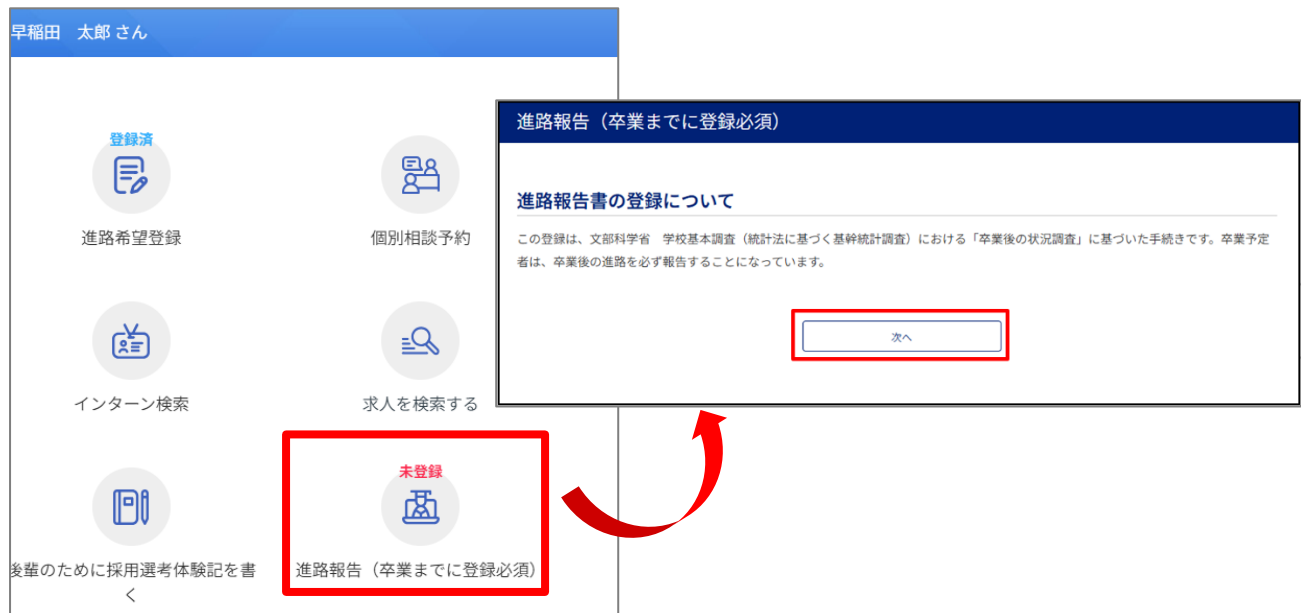 早稲田　太郎 さん
登録済
進路希望登録
個別相談予約
インターン検索
求人を検索する
後輩のために採用選考体験記を書
く
未登録
進路報告（卒業までに登録必須）
進路報告（卒業までに登録必須）
進路報告書の登録について
この登録は、文部科学省　学校基本調査（統計法に基づく基幹統計調査）における「卒業後の状況調査」に基づいた手続きです。卒業予定
者は、卒業後の進路を必ず報告することになっています。
次へ